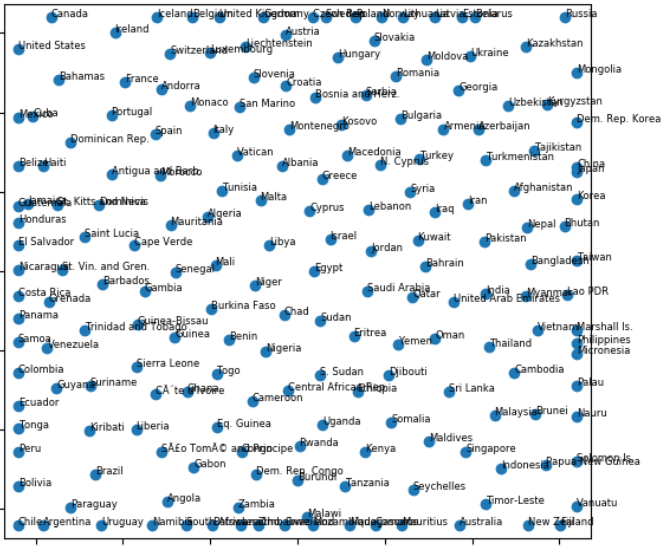 Canada
Iceland
Belgium
United Kingdom
Germany
Poland
Norway
Lithuania
Latvia
Estonia
Belarus
Russia
Ireland
Austria
Liechtenstein
Slovakia
United States
Switzerland
Luxembourg
Hungary
Moldova
Ukraine
Kazakhstan
Mongolia
Bahamas
France
Andorra
Slovenia
Croatia
Romania
Serbia
Bosnia and Herz.
Georgia
Monaco
San Marino
Uzbekistan
Kyrgyzstan
Mexico
Cuba
Portugal
Kosovo
Bulgaria
Dem. Rep. Korea
Spain
Italy
Montenegro
Armenia
Azerbaijan
Dominican Rep.
Vatican
Macedonia
Turkey
Turkmenistan
Tajikistan
Belize
Haiti
Albania
N. Cyprus
China
Japan
Antigua and Barb.
Morocco
Greece
Tunisia
Syria
Afghanistan
Malta
Korea
Guatemala
Jamaica
St. Kitts and Nevis
Dominica
Cyprus
Lebanon
Iraq
Iran
Honduras
Mauritania
Algeria
Nepal
Bhutan
Saint Lucia
El Salvador
Cape Verde
Libya
Israel
Kuwait
Pakistan
Jordan
Nicaragua
St. Vin. and Gren.
Senegal
Mali
Egypt
Bahrain
Bangladesh
Taiwan
Barbados
Costa Rica
Grenada
Gambia
Niger
Saudi Arabia
Qatar
United Arab Emirates
India
Myanmar
Lao PDR
Panama
Burkina Faso
Chad
Sudan
Trinidad and Tobago
Guinea-Bissau
Guinea
Benin
Eritrea
Yemen
Oman
Vietnam
Marshall Is.
Samoa
Venezuela
Nigeria
Thailand
Philippines
Micronesia
Colombia
Sierra Leone
Togo
S. Sudan
Djibouti
Cambodia
Guyana
Suriname
CÃ´te d'Ivoire
Ghana
Central African Rep.
Ethiopia
Sri Lanka
Palau
Ecuador
Cameroon
Malaysia
Brunei
Nauru
Tonga
Kiribati
Liberia
Eq. Guinea
Uganda
Somalia
Peru
SÃ£o TomÃ© and Principe
Congo
Rwanda
Kenya
Maldives
Singapore
Solomon Is.
Papua New Guinea
Indonesia
Bolivia
Brazil
Gabon
Dem. Rep. Congo
Burundi
Tanzania
Seychelles
Paraguay
Angola
Zambia
Malawi
Timor-Leste
Vanuatu
Chile
Argentina
Uruguay
Namibia
South Africa
Botswana
Zimbabwe
Swaziland
Mozambique
Madagascar
Comoros
Mauritius
Australia
New Zealand